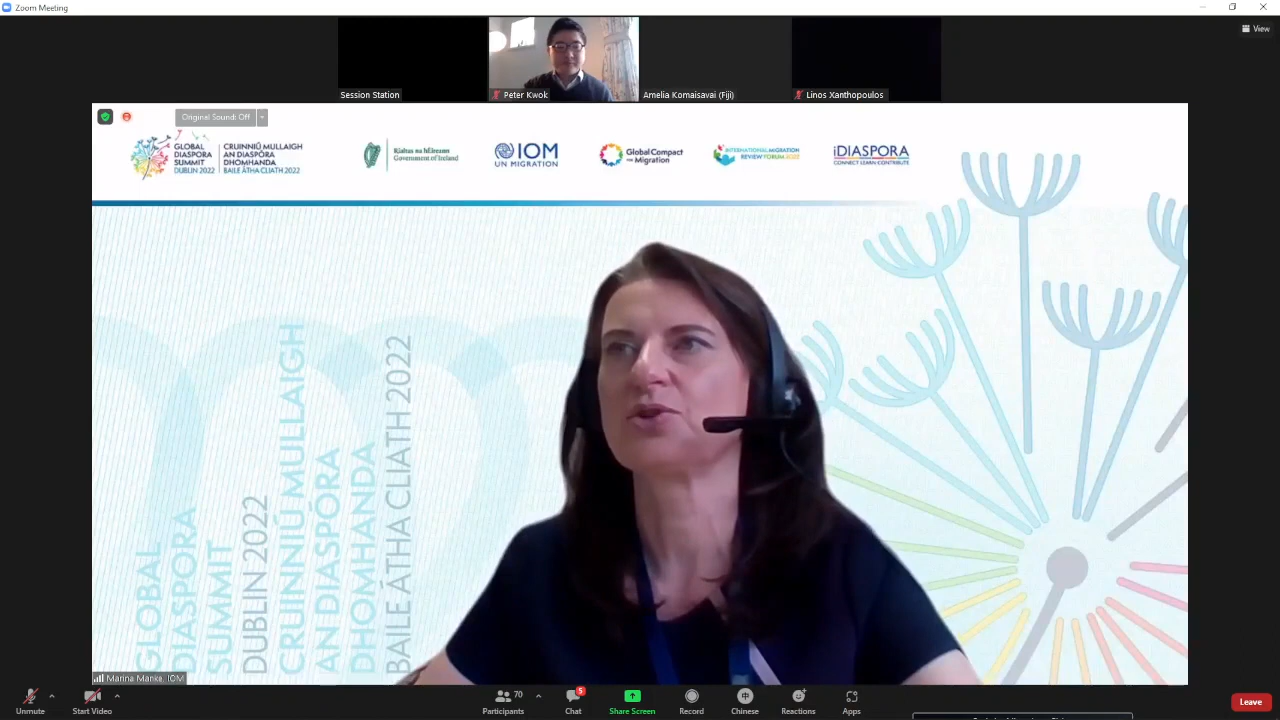 Zoom Meeting
View
Session Station
Peter Kwok
Amelia Komaisavai (Fiji)
Linos Xanthopoulos
Original Sound: Off
GLOBAL
DIASPORA
SUMMIT
DUBLIN 2022
CRUINNIÚ MULLAIGH
AN DIASPÓRA
DHOMHANDA
BAILE ÁTHA CLIATH 2022
Rialtas na hÉireann
Government of Ireland
IOM
UN MIGRATION
Global Compact
for Migration
INTERNATIONAL MIGRATION
REVIEW FORUM 2022
iDIASPORA
CONNECT LEARN CONTRIBUTE
GLOBAL
DIASPORA
SUMMIT
DUBLIN 2022
CRUINNIÚ MULLAIGH
AN DIASPÓRA
DHOMHANDA
BAILE ÁTHA CLIATH 2022
Marina Manke, IOM
Unmute
Start Video
70
Participants
5
Chat
Share Screen
Record
中
Chinese
Reactions
Apps
Leave